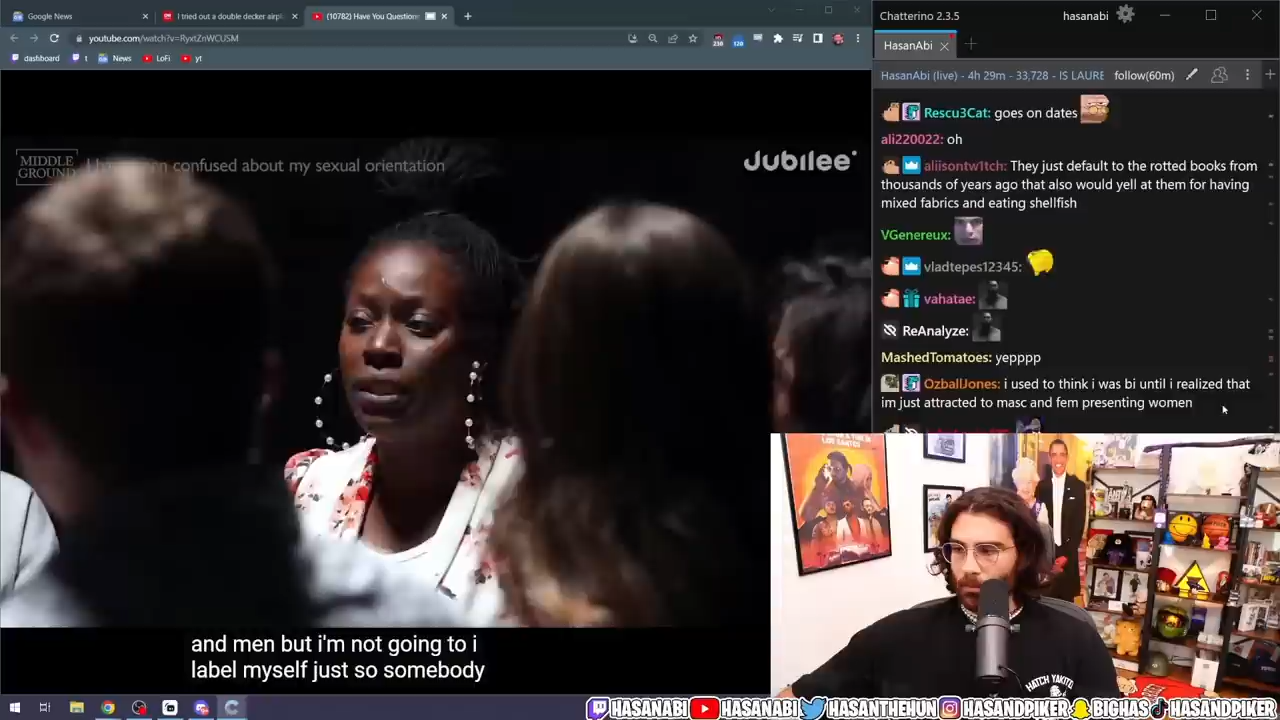 Google News
I tried out a double decker airpl
(10782) Have You Question
youtube.com/watch?v=RyxtZnWCUSM
dashboard
t
News
LoFi
yt
MIDDLE
GROUND
confused about my sexual orientation
Jubilee
and men but i'm not going to i
label myself just so somebody
Chatterino 2.3.5
hasanabi
HasanAbi
HasanAbi (live) - 4h 29m - 33,728 - IS LAURE
follow(60m)
Rescu3Cat: goes on dates
ali220022: oh
aliisontw1tch: They just default to the rotted books from
thousands of years ago that also would yell at them for having
mixed fabrics and eating shellfish
VGenereux:
vladtepes12345:
vahatae:
ReAnalyze:
MashedTomatoes: yepppp
OzballJones: i used to think i was bi until i realized that
im just attracted to masc and fem presenting women
LOS SANTOS
HATCH YAKITO
HASANABI
HASANABI
HASANTHEHUN
HASANDPIKER
BIGHAS
HASANDPIKER